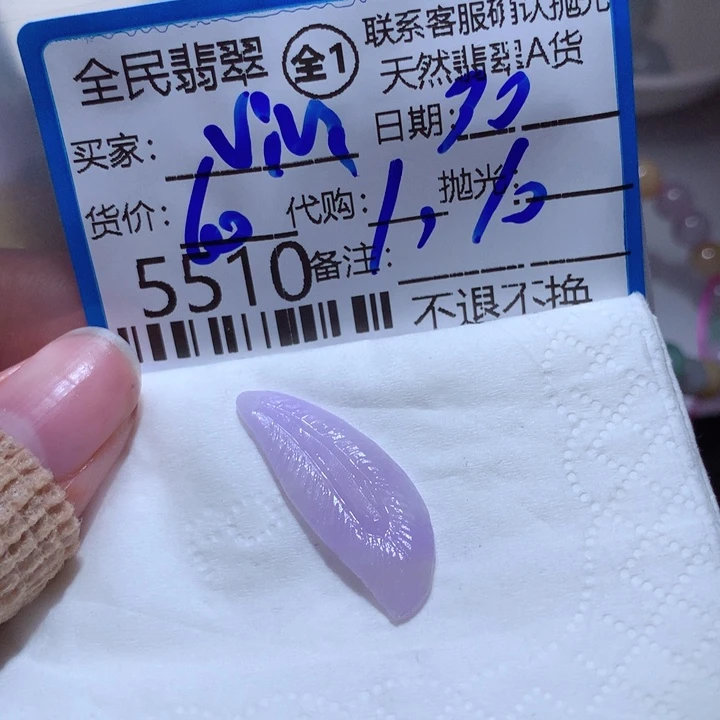 联系客服确认抛光
全民翡翠 全1 天然翡翠A货
买家: Vin 日期:
货价: 60 代购: 1, 抛光: 10
5510 备注:
不退不换